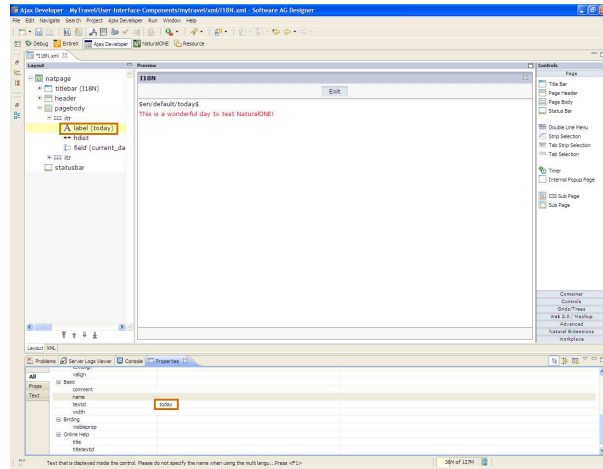 Ajax Developer - MyTravel/User-Interface-Components/mytravel/xml/I18N.xml - Software AG Designer
File Edit Navigate Search Project Ajax Developer Run Window Help
Debug EntireX Ajax Developer NaturalONE Resource
*I18N.xml
Layout
natpage
titlebar (I18N)
header
pagebody
itr
label (today)
hdist
field (current_da
itr
statusbar
Layout XML
Preview
I18N
Exit
$en/default/today$
This is a wonderful day to test NaturalONE!
Controls
Page
Title Bar
Page Header
Page Body
Status Bar
Double Line Menu
Strip Selection
Tab Strip Selection
Tab Selection
Timer
Internal Popup Page
CIS Sub Page
Sub Page
Container
Controls
Grids/Trees
Web 2.0 / Mashup
Advanced
Natural Extensions
Workplace
Problems Server Logs Viewer Console Properties
All
Props
Text
valign
Basic
comment
name
textid today
width
Binding
visibleprop
Online Help
title
titletextid
Text that is displayed inside the control. Please do not specify the name when using the multi langu...Press <F1>
38M of 127M